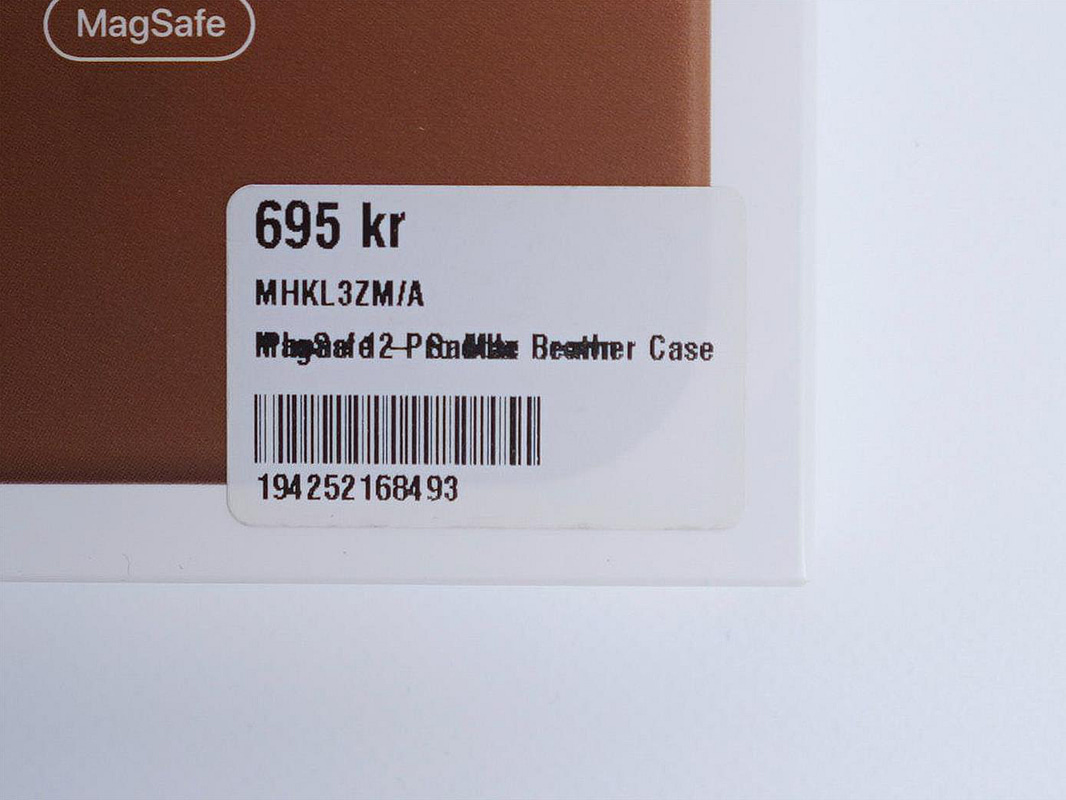 MagSafe
695 kr
MHKL3ZM/A
Case
194252168493